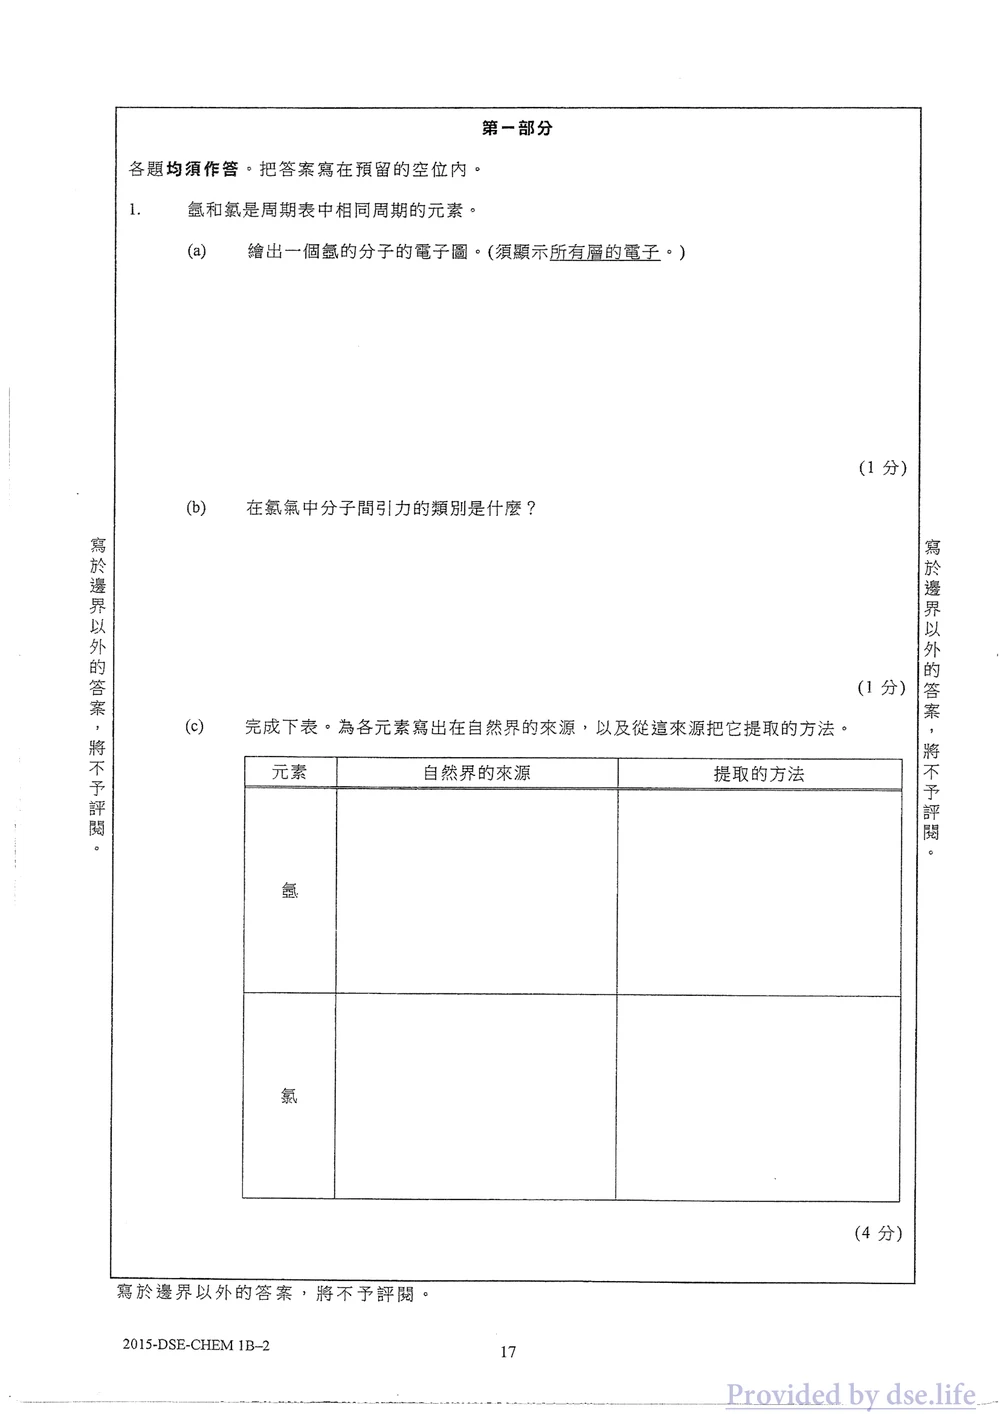 第一部分
各題均須作答。把答案寫在預留的空位內。
1. 氬和氯是周期表中相同周期的元素。
(a) 繪出一個氬的分子的電子圖。(須顯示所有層的電子。)
(1 分)
(b) 在氯氣中分子間引力的類別是什麼？
(1 分)
(c) 完成下表。為各元素寫出在自然界的來源，以及從這來源把它提取的方法。
元素 自然界的來源 提取的方法
氬
氯
(4 分)
寫於邊界以外的答案，將不予評閱。
寫於邊界以外的答案，將不予評閱。
寫於邊界以外的答案，將不予評閱。
2015-DSE-CHEM 1B–2
17
Provided by dse.life